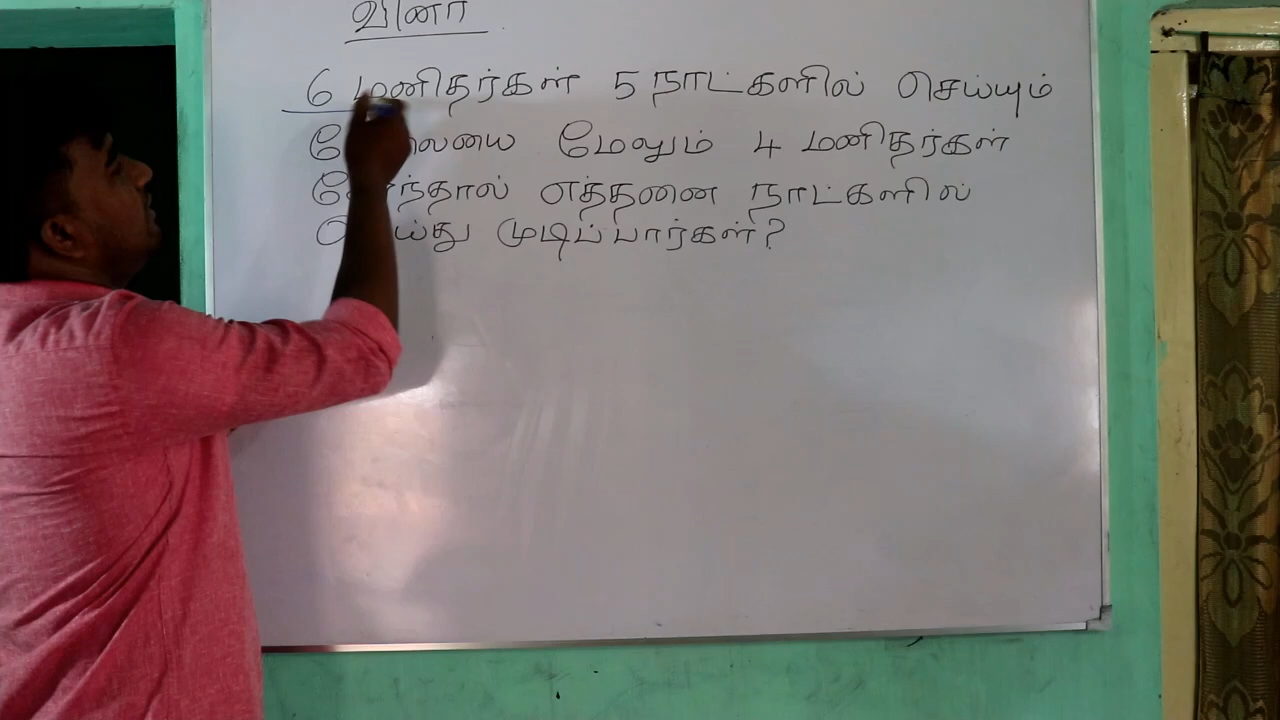 வினா
6 மனிதர்கள் 5 நாட்களில் செய்யும்
மேலும் 4 மனிதர்கள்
எத்தனை நாட்களில்
முடிப்பார்கள்?